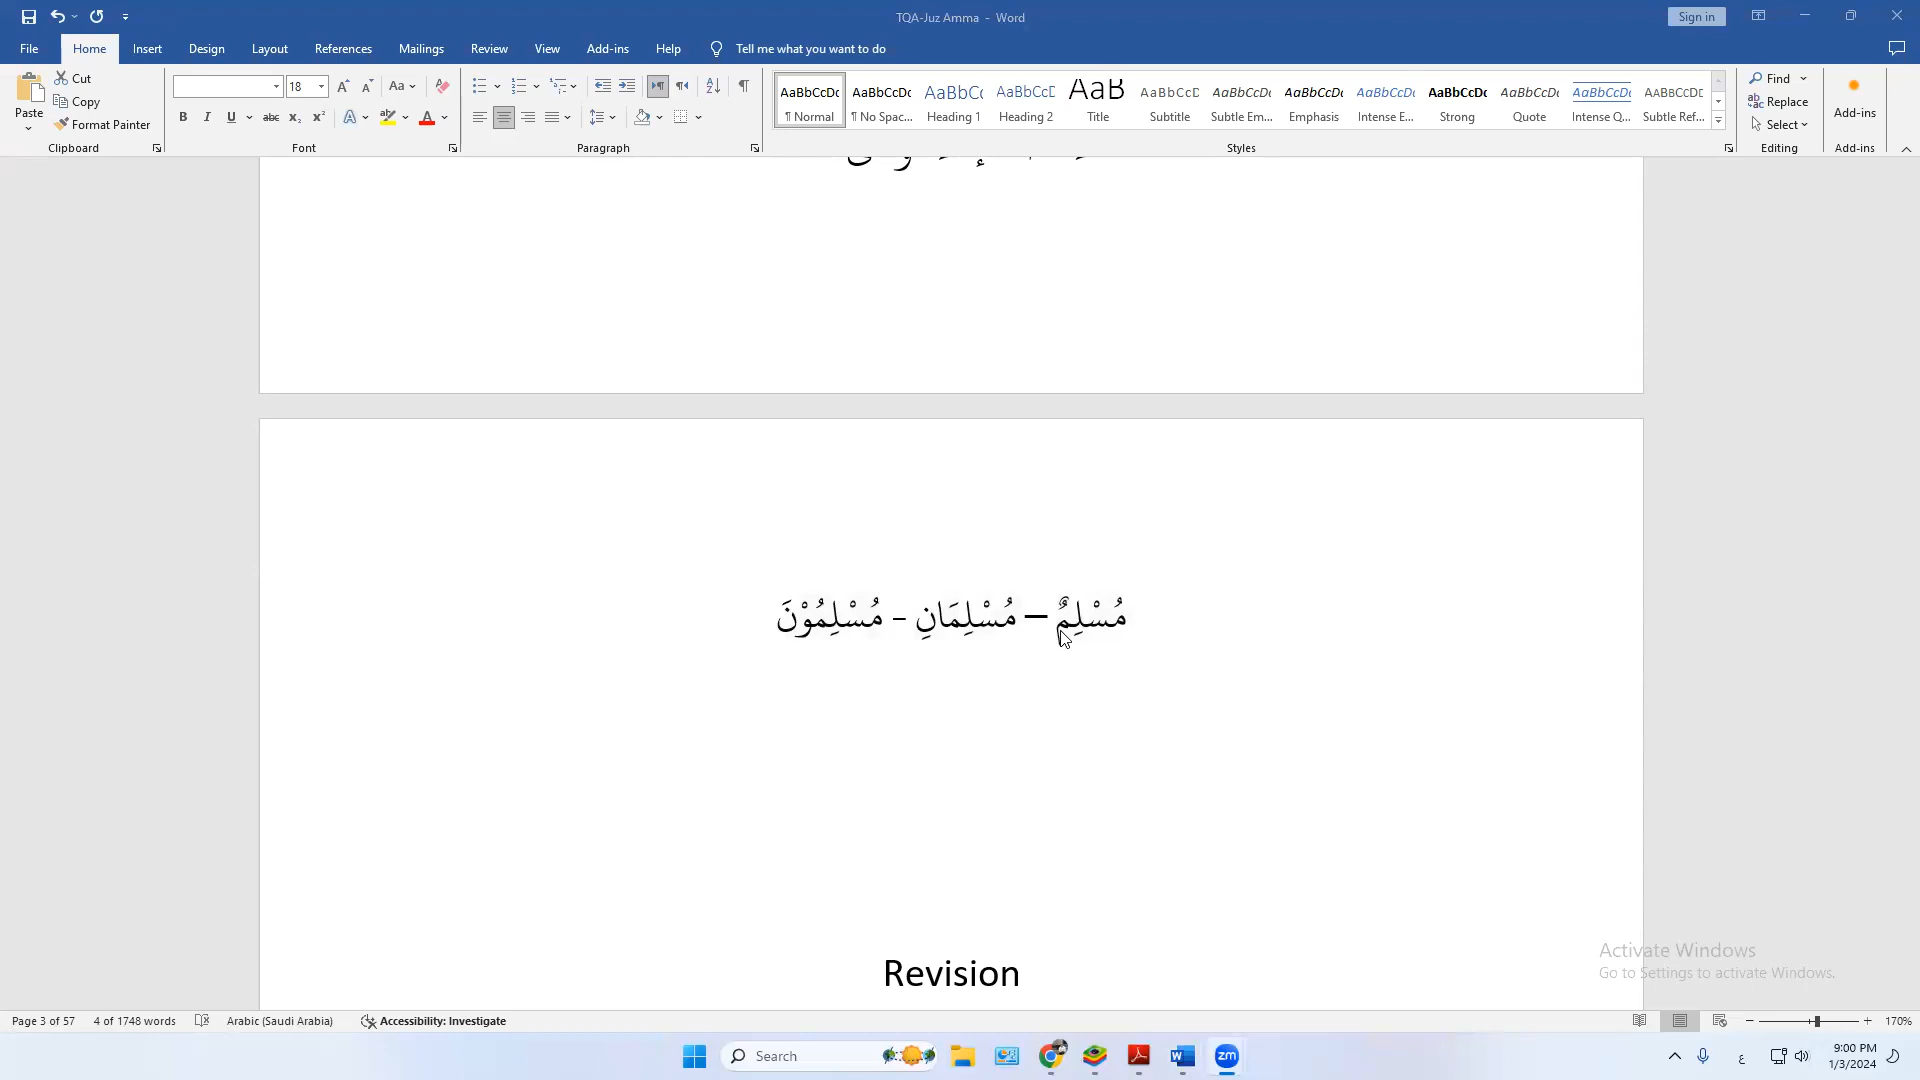 TQA-Juz Amma - Word
Sign in
File Home Insert Design Layout References Mailings Review View Add-ins Help Tell me what you want to do
Paste
Cut
Copy
Format Painter
Clipboard
18
Font
Paragraph
AaBbCcDc AaBbCcDc AaBbCc AaBbCcD AaB AaBbCcD AaBbCcDc AaBbCcDc AaBbCcDc AaBbCcDc AaBbCcDc AaBbCcDc AABBCCDE
¶ Normal ¶ No Spac... Heading 1 Heading 2 Title Subtitle Subtle Em... Emphasis Intense E... Strong Quote Intense Q... Subtle Ref...
Styles
Find
Replace
Select
Editing
Add-ins
Add-ins
مُسْلِمٌ – مُسْلِمَانِ - مُسْلِمُوْنَ
Revision
Activate Windows
Go to Settings to activate Windows.
Page 3 of 57 4 of 1748 words Arabic (Saudi Arabia) Accessibility: Investigate 170%
Search
zm
ع
9:00 PM
1/3/2024